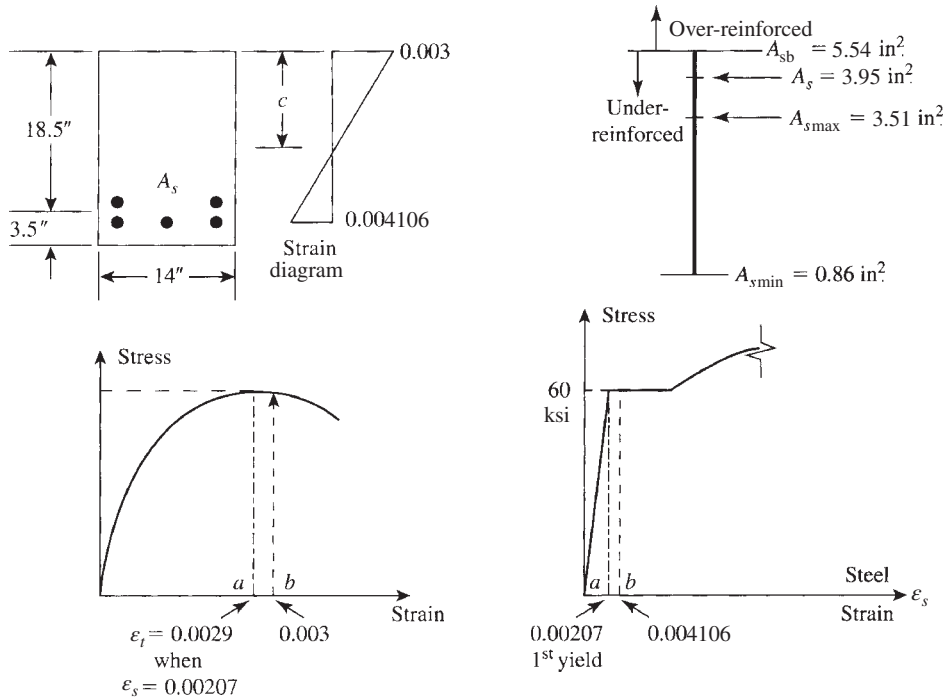 0.003
c
18.5″
A_s
3.5″
0.004106
Strain
diagram
14″
Over-reinforced
A_sb = 5.54 in².
A_s = 3.95 in².
Under-
reinforced
A_smax = 3.51 in².
A_smin = 0.86 in².
Stress
a
b
Strain
ε_t = 0.0029
when
ε_s = 0.00207
0.003
Stress
60
ksi
a
b
Steel
Strain
ε_s
0.00207
1st yield
0.004106